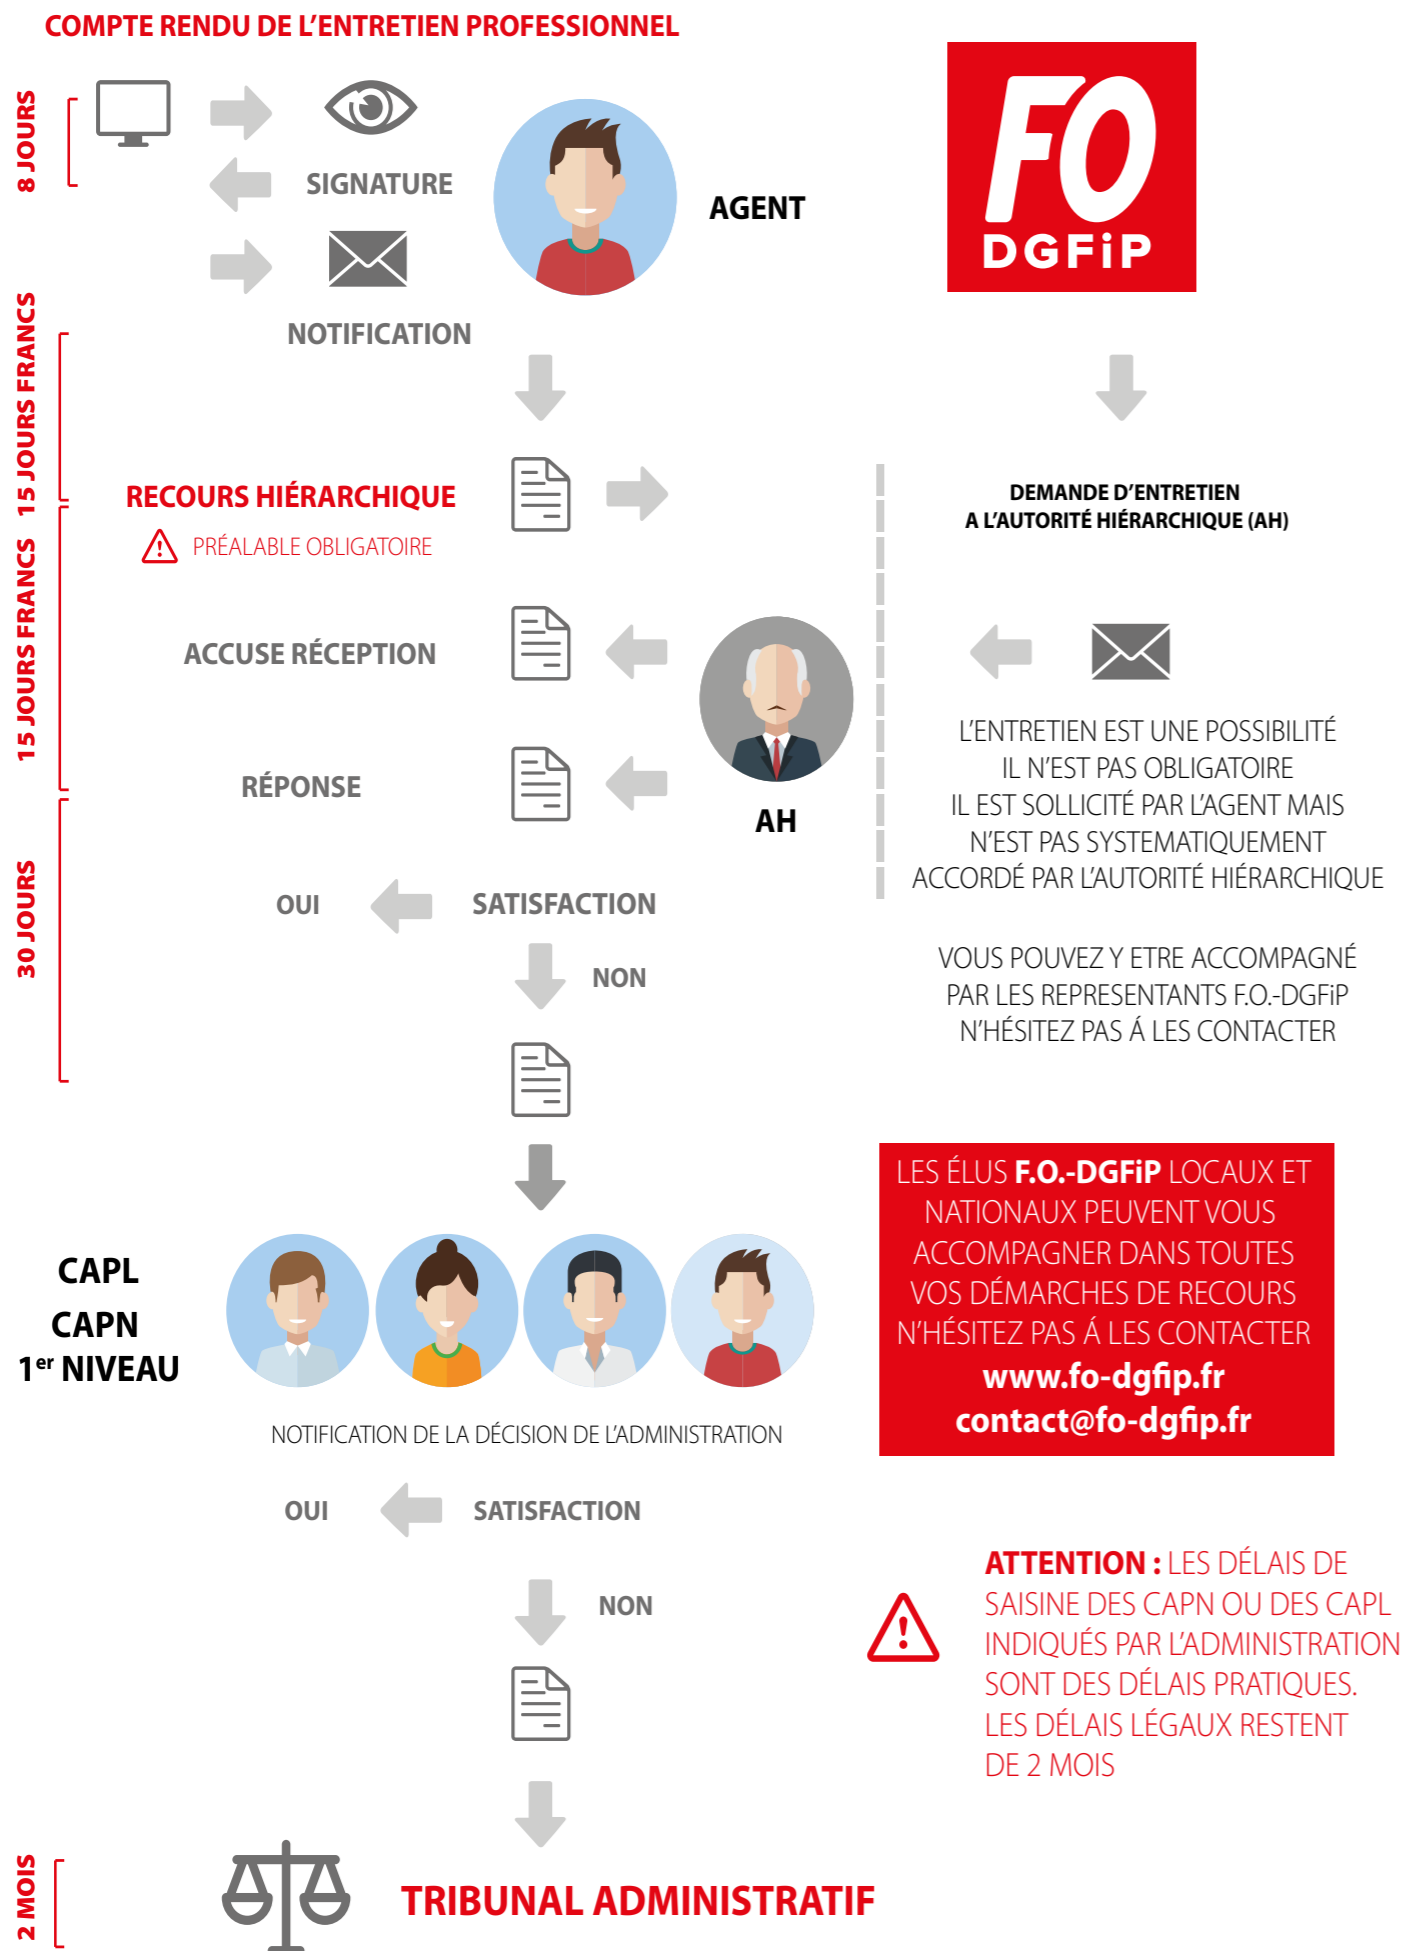 COMPTE RENDU DE L'ENTRETIEN PROFESSIONNEL
8 JOURS
SIGNATURE
AGENT
FO
DGFiP
NOTIFICATION
15 JOURS FRANCS
RECOURS HIÉRARCHIQUE
PRÉALABLE OBLIGATOIRE
DEMANDE D'ENTRETIEN
A L'AUTORITÉ HIÉRARCHIQUE (AH)
15 JOURS FRANCS
ACCUSE RÉCEPTION
RÉPONSE
AH
L'ENTRETIEN EST UNE POSSIBILITÉ
IL N'EST PAS OBLIGATOIRE
IL EST SOLLICITÉ PAR L'AGENT MAIS
N'EST PAS SYSTEMATIQUEMENT
ACCORDÉ PAR L'AUTORITÉ HIÉRARCHIQUE
30 JOURS
OUI
SATISFACTION
NON
VOUS POUVEZ Y ETRE ACCOMPAGNÉ
PAR LES REPRESENTANTS F.O.-DGFiP
N'HÉSITEZ PAS Á LES CONTACTER
CAPL
CAPN
1er NIVEAU
LES ÉLUS F.O.-DGFiP LOCAUX ET
NATIONAUX PEUVENT VOUS
ACCOMPAGNER DANS TOUTES
VOS DÉMARCHES DE RECOURS
N'HÉSITEZ PAS Á LES CONTACTER
www.fo-dgfip.fr
contact@fo-dgfip.fr
NOTIFICATION DE LA DÉCISION DE L'ADMINISTRATION
OUI
SATISFACTION
NON
ATTENTION : LES DÉLAIS DE
SAISINE DES CAPN OU DES CAPL
INDIQUÉS PAR L'ADMINISTRATION
SONT DES DÉLAIS PRATIQUES.
LES DÉLAIS LÉGAUX RESTENT
DE 2 MOIS
2 MOIS
TRIBUNAL ADMINISTRATIF